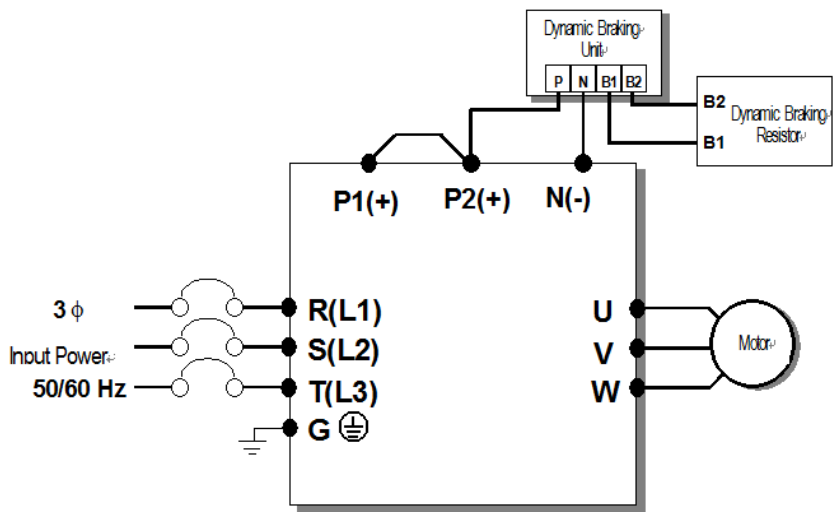 Dynamic Braking
Unit
P N B1 B2
B2
Dynamic Braking
Resistor
B1
P1(+) P2(+) N(-)
3 ϕ
R(L1)
U
Input Power
S(L2)
V
Motor
50/60 Hz
T(L3)
W
G